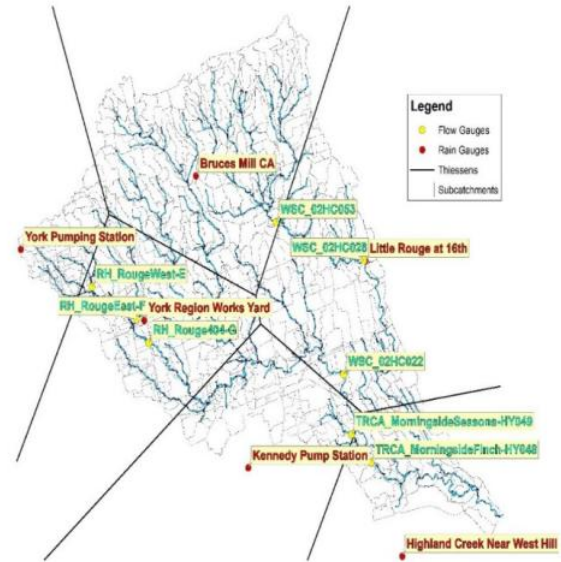 Legend
Flow Gauges
Rain Gauges
Thiessens
Subcatchments
Bruces Mill CA
WSC_02HC053
York Pumping Station
WSC_02HC028
Little Rouge at 16th
RH_RougeWest-E
RH_RougeEast-F
York Region Works Yard
RH_Rouge404-G
WSC_02HC022
TRCA_MorningsideSeasons-HY049
Kennedy Pump Station
TRCA_MorningsideFinch-HY048
Highland Creek Near West Hill